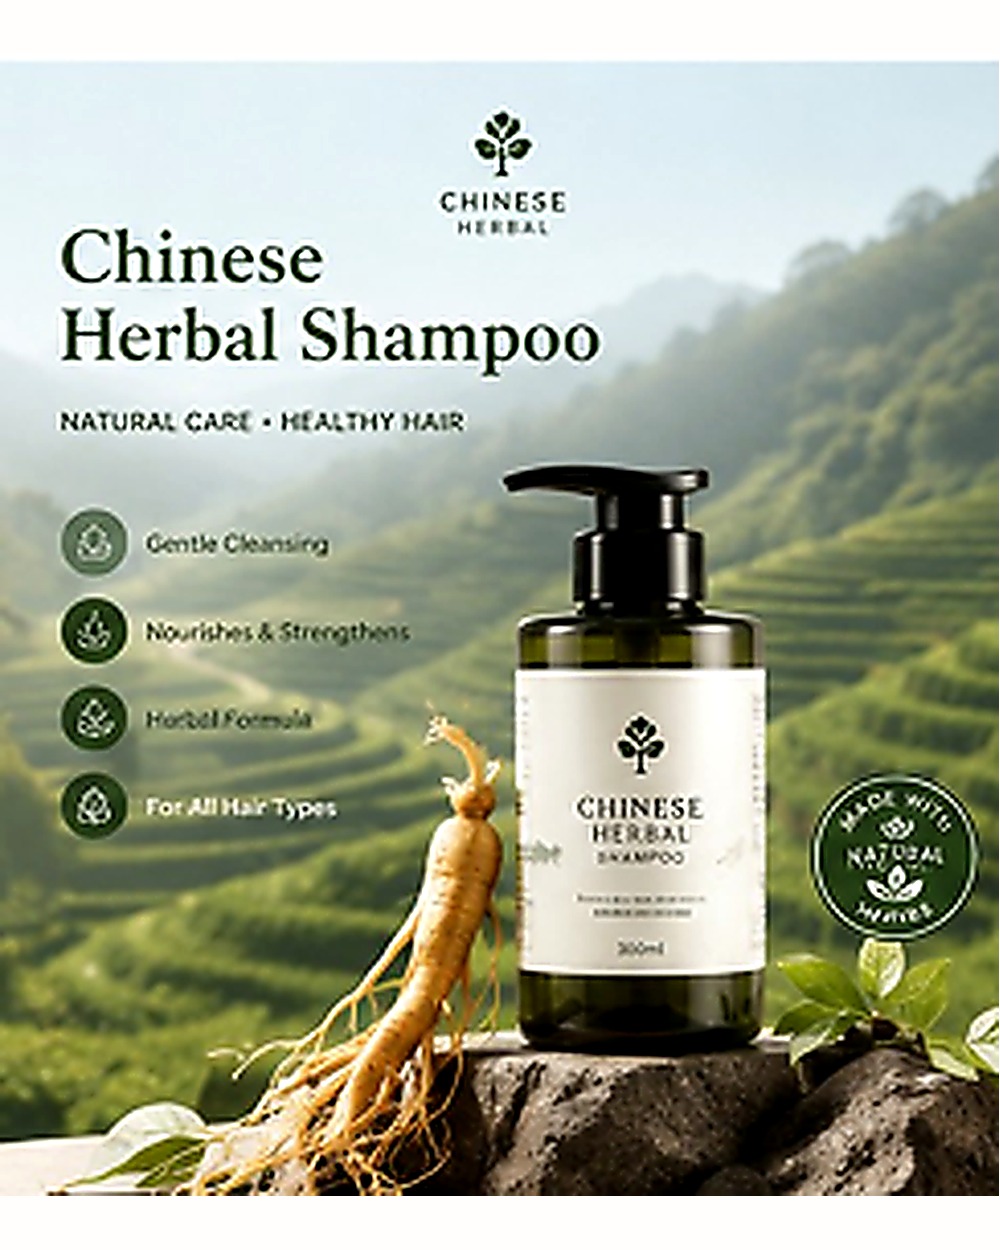 CHINESE
HERBAL
Chinese
Herbal Shampoo
NATURAL CARE • HEALTHY HAIR
Gentle Cleansing
Nourishes & Strengthens
Herbal Formula
For All Hair Types
CHINESE
HERBAL
SHAMPOO
300ml
MADE WITH
NATURAL